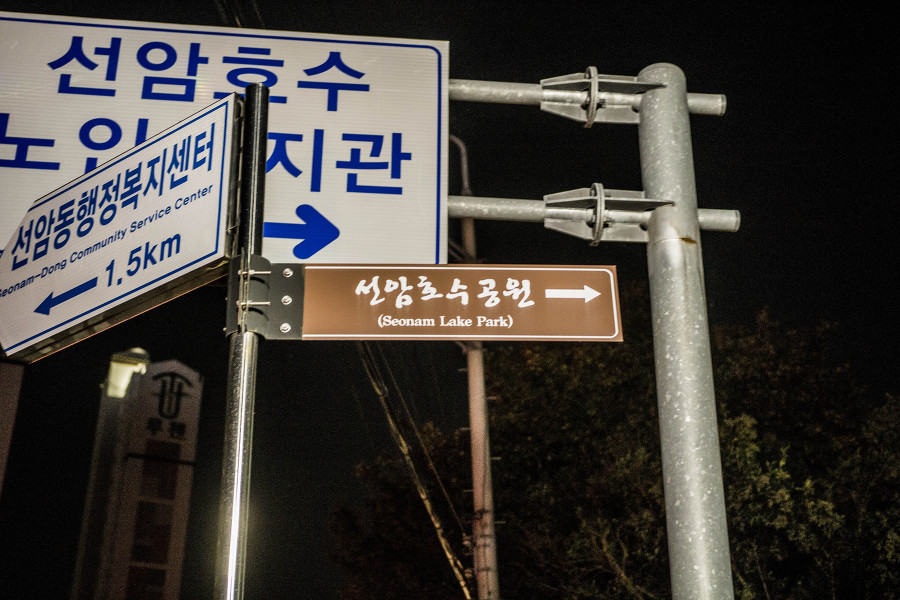 선암호수
노인 지관
선암동행정복지센터
Seonam-Dong Community Service Center
1.5km
선암호수공원
(Seonam Lake Park)